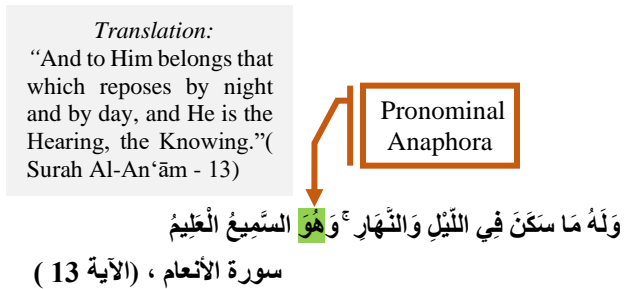 Translation:
“And to Him belongs that
which reposes by night
and by day, and He is the
Hearing, the Knowing.”(
Surah Al-An‘ām - 13)
Pronominal
Anaphora
وَلَهُ مَا سَكَنَ فِي اللَّيْلِ وَالنَّهَارِ ۚ وَهُوَ السَّمِيعُ الْعَلِيمُ
سورة الأنعام ، (الآية 13 )